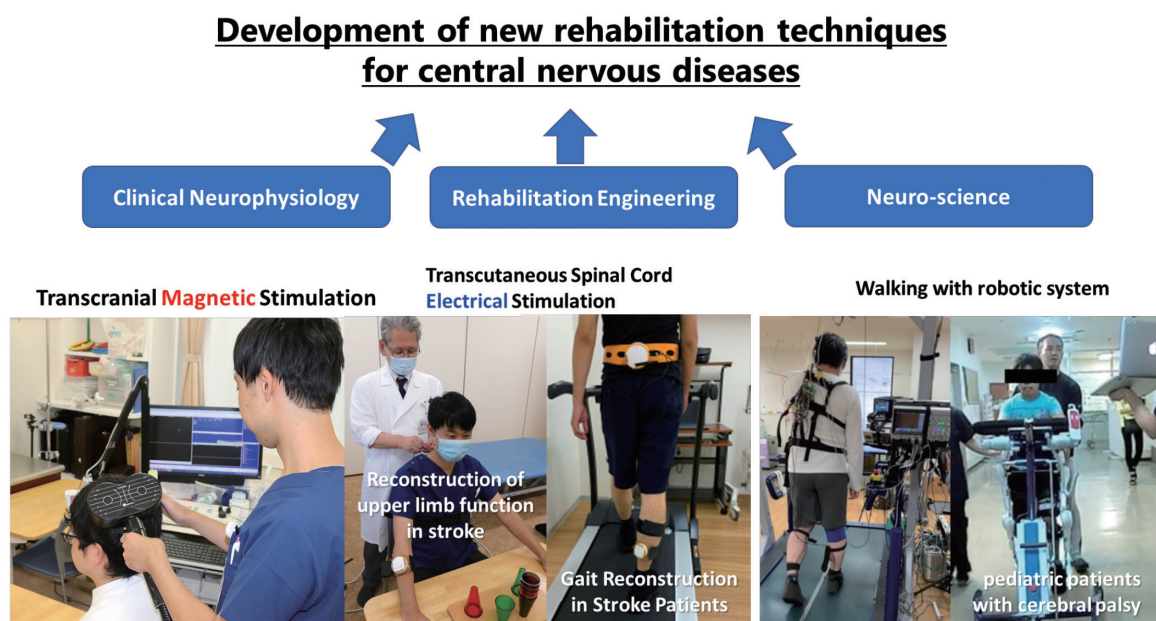 Development of new rehabilitation techniques
for central nervous diseases
Clinical Neurophysiology
Rehabilitation Engineering
Neuro-science
Transcranial Magnetic Stimulation
Transcutaneous Spinal Cord
Electrical Stimulation
Walking with robotic system
Reconstruction of
upper limb function
in stroke
Gait Reconstruction
in Stroke Patients
pediatric patients
with cerebral palsy